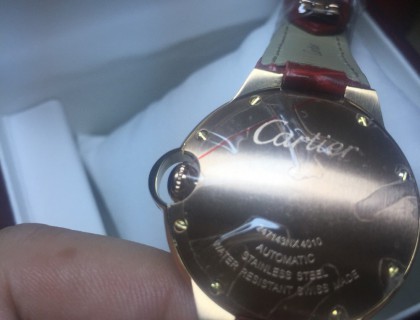 Cartier
AUTOMATIC
STAINLESS STEEL
WATER RESISTANT, SWISS MADE